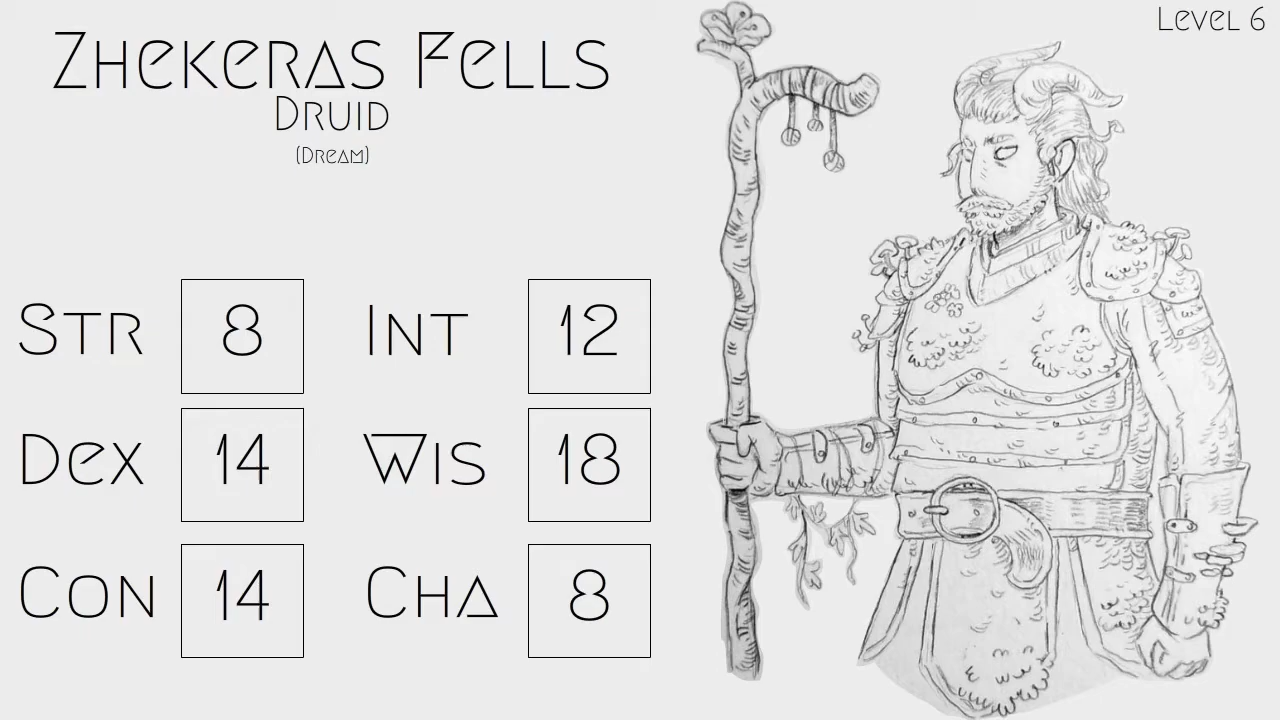 Level 6
Zhekeras Fells
Druid
(Dream)
Str 8 Int 12
Dex 14 Wis 18
Con 14 Cha 8